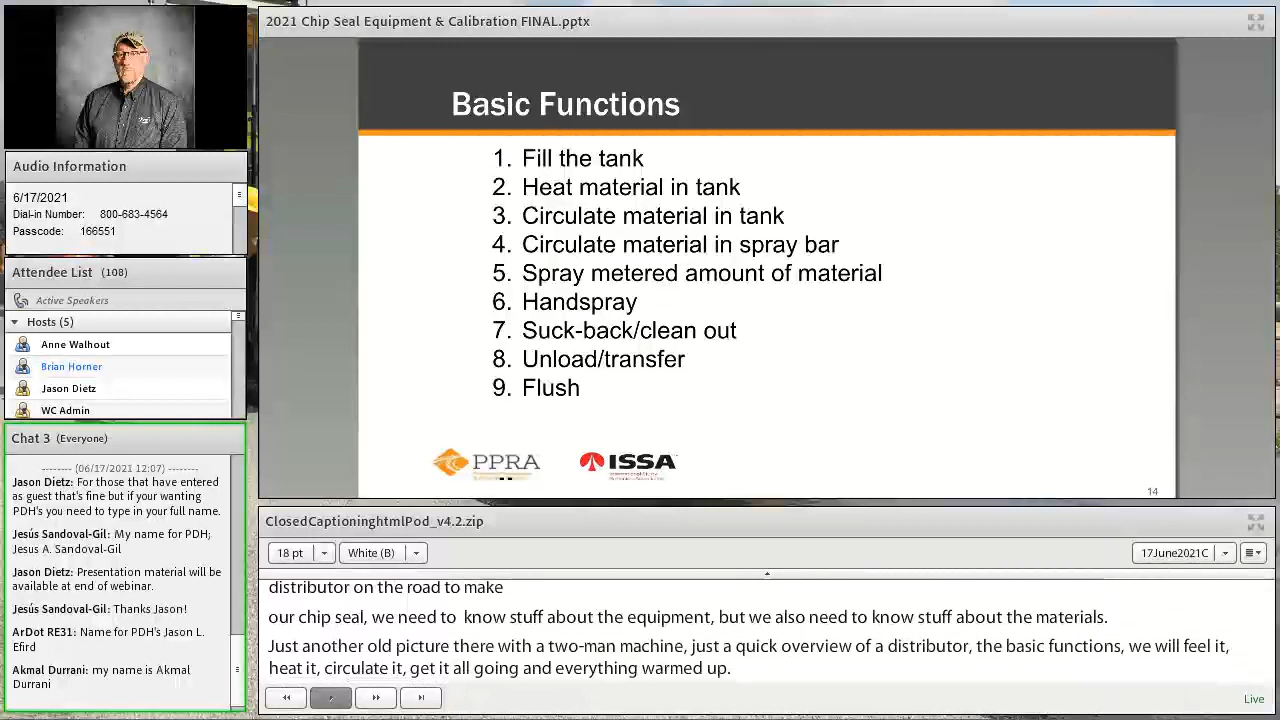 2021 Chip Seal Equipment & Calibration FINAL.pptx
Basic Functions
1. Fill the tank
2. Heat material in tank
3. Circulate material in tank
4. Circulate material in spray bar
5. Spray metered amount of material
6. Handspray
7. Suck-back/clean out
8. Unload/transfer
9. Flush
PPRA
ISSA
14
Audio Information
6/17/2021
Dial-in Number: 800-683-4564
Passcode: 166551
Attendee List (108)
Active Speakers
Hosts (5)
Anne Walhout
Brian Horner
Jason Dietz
WC Admin
Chat 3 (Everyone)
-------- (06/17/2021 12:07) --------
Jason Dietz: For those that have entered
as guest that's fine but if your wanting
PDH's you need to type in your full name.
Jesús Sandoval-Gil: My name for PDH;
Jesus A. Sandoval-Gil
Jason Dietz: Presentation material will be
available at end of webinar.
Jesús Sandoval-Gil: Thanks Jason!
ArDot RE31: Name for PDH's Jason L.
Efird
Akmal Durrani: my name is Akmal
Durrani
ClosedCaptioninghtmlPod_v4.2.zip
18 pt
White (B)
17June2021C
distributor on the road to make
our chip seal, we need to know stuff about the equipment, but we also need to know stuff about the materials.
Just another old picture there with a two-man machine, just a quick overview of a distributor, the basic functions, we will feel it,
heat it, circulate it, get it all going and everything warmed up.
Live